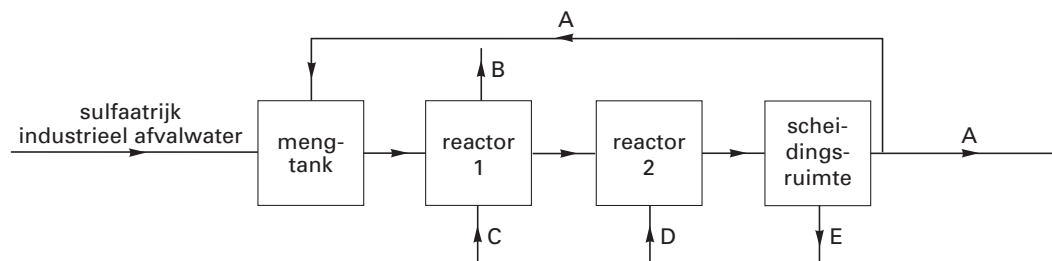 A
B
sulfaatrijk
industrieel afvalwater
meng-
tank
reactor
1
reactor
2
schei-
dings-
ruimte
A
C
D
E